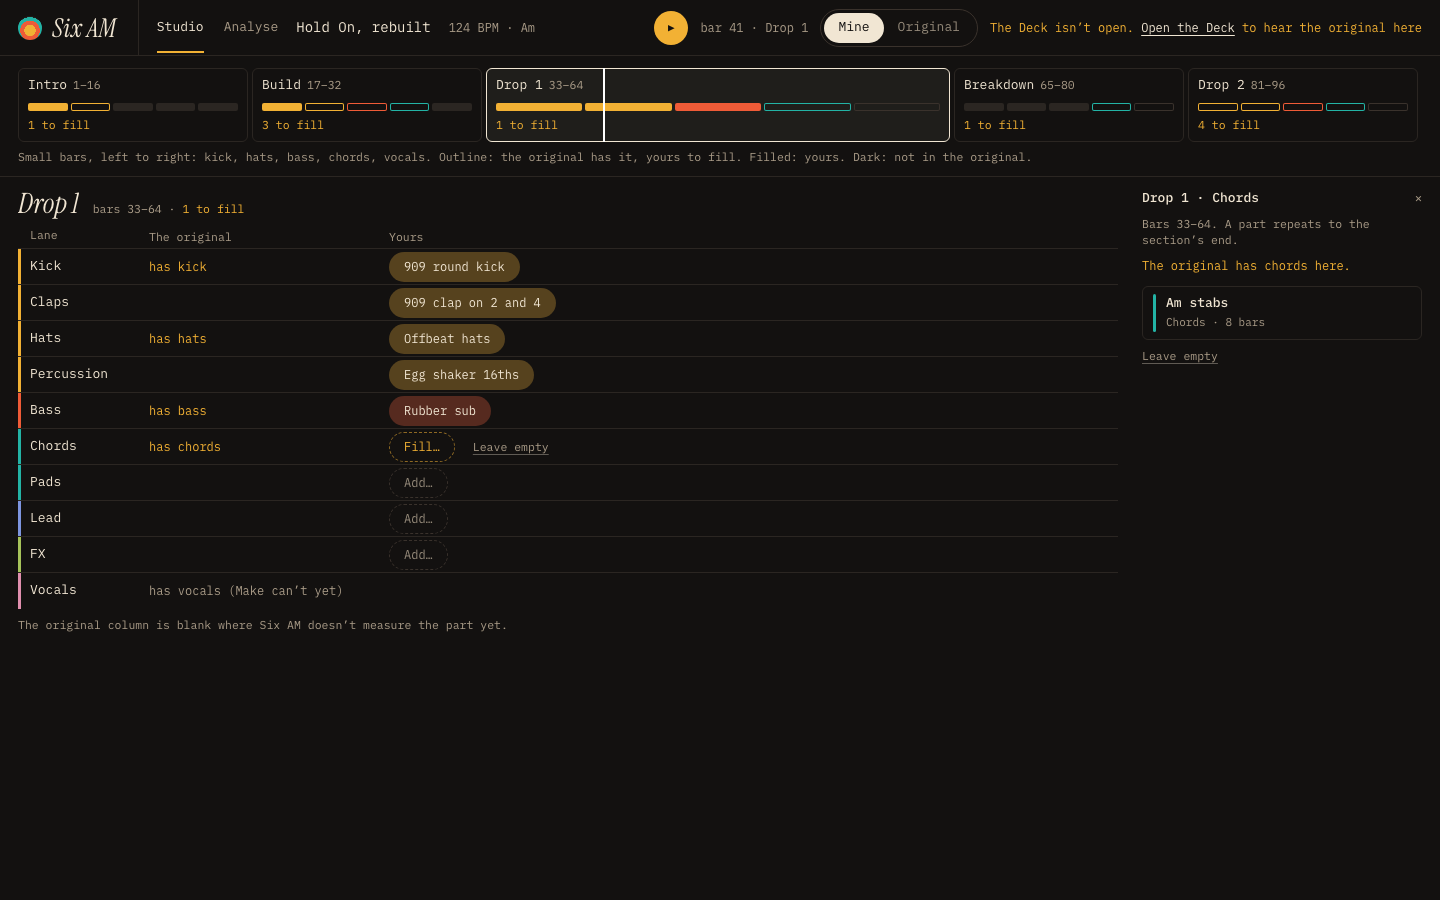 Six AM
Studio Analyse Hold On, rebuilt 124 BPM · Am
bar 41 · Drop 1 Mine Original The Deck isn’t open. Open the Deck to hear the original here
Intro 1–16
1 to fill
Build 17–32
3 to fill
Drop 1 33–64
1 to fill
Breakdown 65–80
1 to fill
Drop 2 81–96
4 to fill
Small bars, left to right: kick, hats, bass, chords, vocals. Outline: the original has it, yours to fill. Filled: yours. Dark: not in the original.
Drop 1 bars 33–64 · 1 to fill
Lane The original Yours
Kick has kick 909 round kick
Claps 909 clap on 2 and 4
Hats has hats Offbeat hats
Percussion Egg shaker 16ths
Bass has bass Rubber sub
Chords has chords Fill… Leave empty
Pads Add…
Lead Add…
FX Add…
Vocals has vocals (Make can’t yet)
The original column is blank where Six AM doesn’t measure the part yet.
Drop 1 · Chords ×
Bars 33–64. A part repeats to the
section’s end.
The original has chords here.
Am stabs
Chords · 8 bars
Leave empty